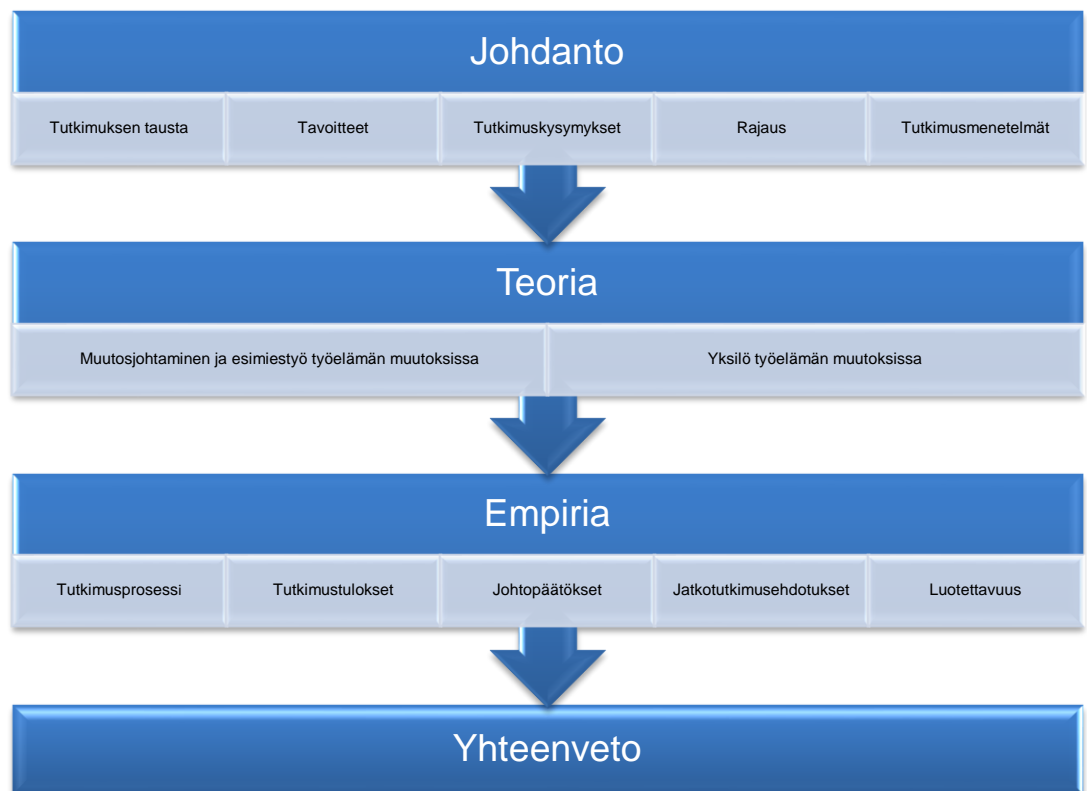 Johdanto
Tutkimuksen tausta
Tavoitteet
Tutkimuskysymykset
Rajaus
Tutkimusmenetelmät
Teoria
Muutosjohtaminen ja esimiestyö työelämän muutoksissa
Yksilö työelämän muutoksissa
Empiria
Tutkimusprosessi
Tutkimustulokset
Johtopäätökset
Jatkotutkimusehdotukset
Luotettavuus
Yhteenveto